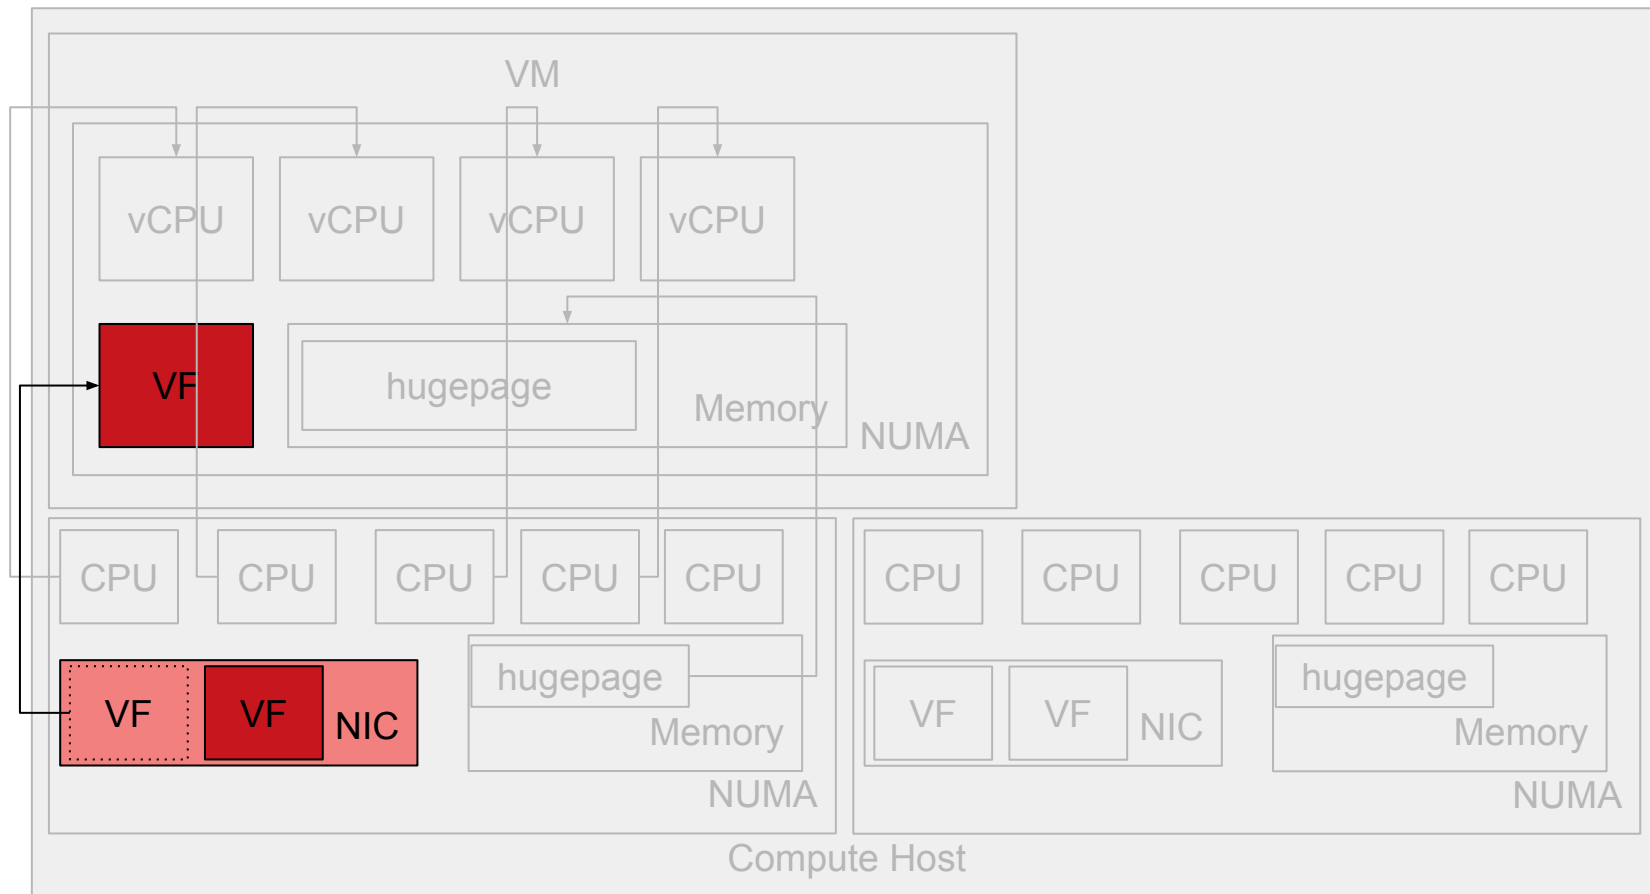 VM
vCPU vCPU vCPU vCPU
VF
hugepage
Memory
NUMA
CPU CPU CPU CPU CPU
VF VF NIC
hugepage
Memory
NUMA
CPU CPU CPU CPU CPU
VF VF NIC
hugepage
Memory
NUMA
Compute Host